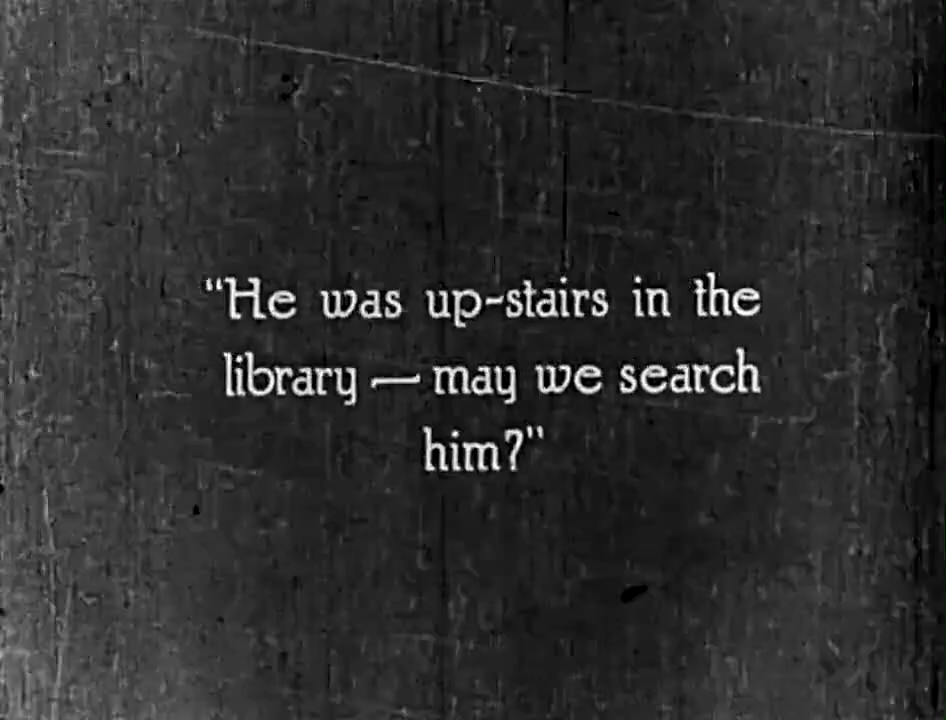 “He was up-stairs in the
library — may we search
him?"